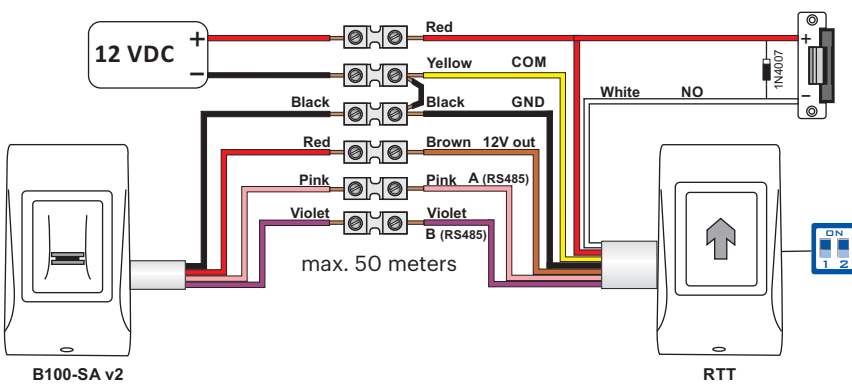 Red
12 VDC
+
−
+
Yellow COM
1N4007
White NO
−
Black Black GND
Red Brown 12V out
Pink Pink A (RS485)
Violet Violet
B (RS485)
ON
1 2
max. 50 meters
B100-SA v2 RTT